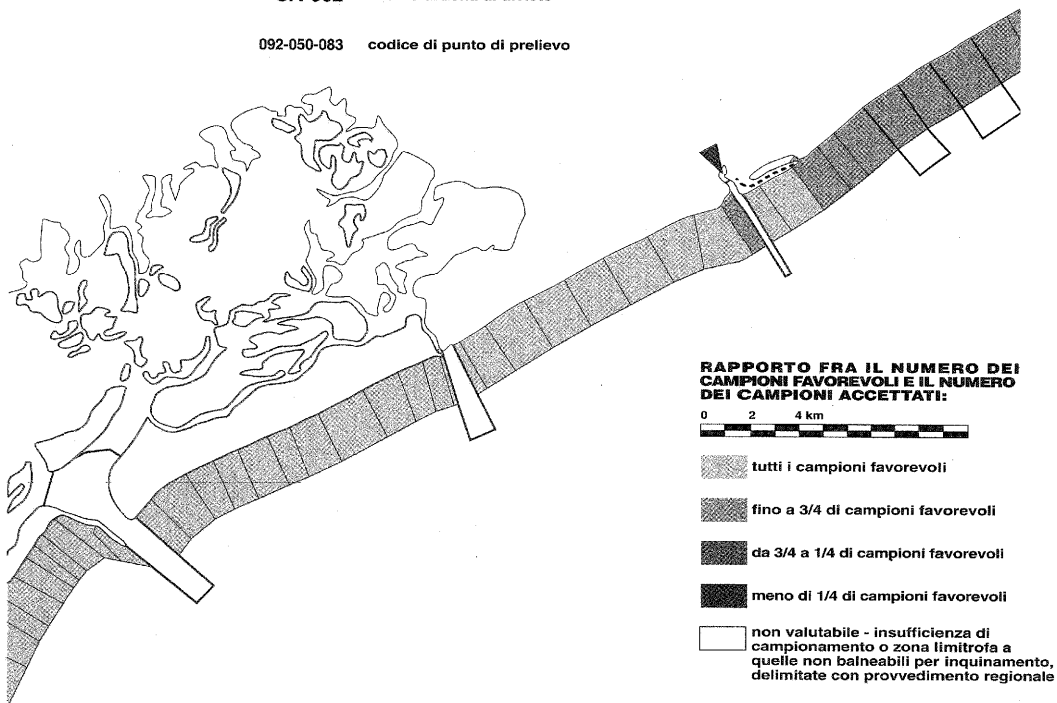 092-050-083 codice di punto di prelievo
RAPPORTO FRA IL NUMERO DEI
CAMPIONI FAVOREVOLI E IL NUMERO
DEI CAMPIONI ACCETTATI:
0 2 4 km
tutti i campioni favorevoli
fino a 3/4 di campioni favorevoli
da 3/4 a 1/4 di campioni favorevoli
meno di 1/4 di campioni favorevoli
non valutabile - insufficienza di
campionamento o zona limitrofa a
quelle non balneabili per inquinamento,
delimitate con provvedimento regionale